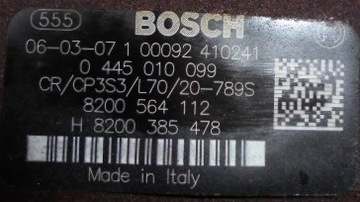 555 BOSCH
06-03-07 1 00092 410241
0 445 010 099
CR/CP3S3/L70/20-789S
8200 564 112
H 8200 385 478
Made in Italy